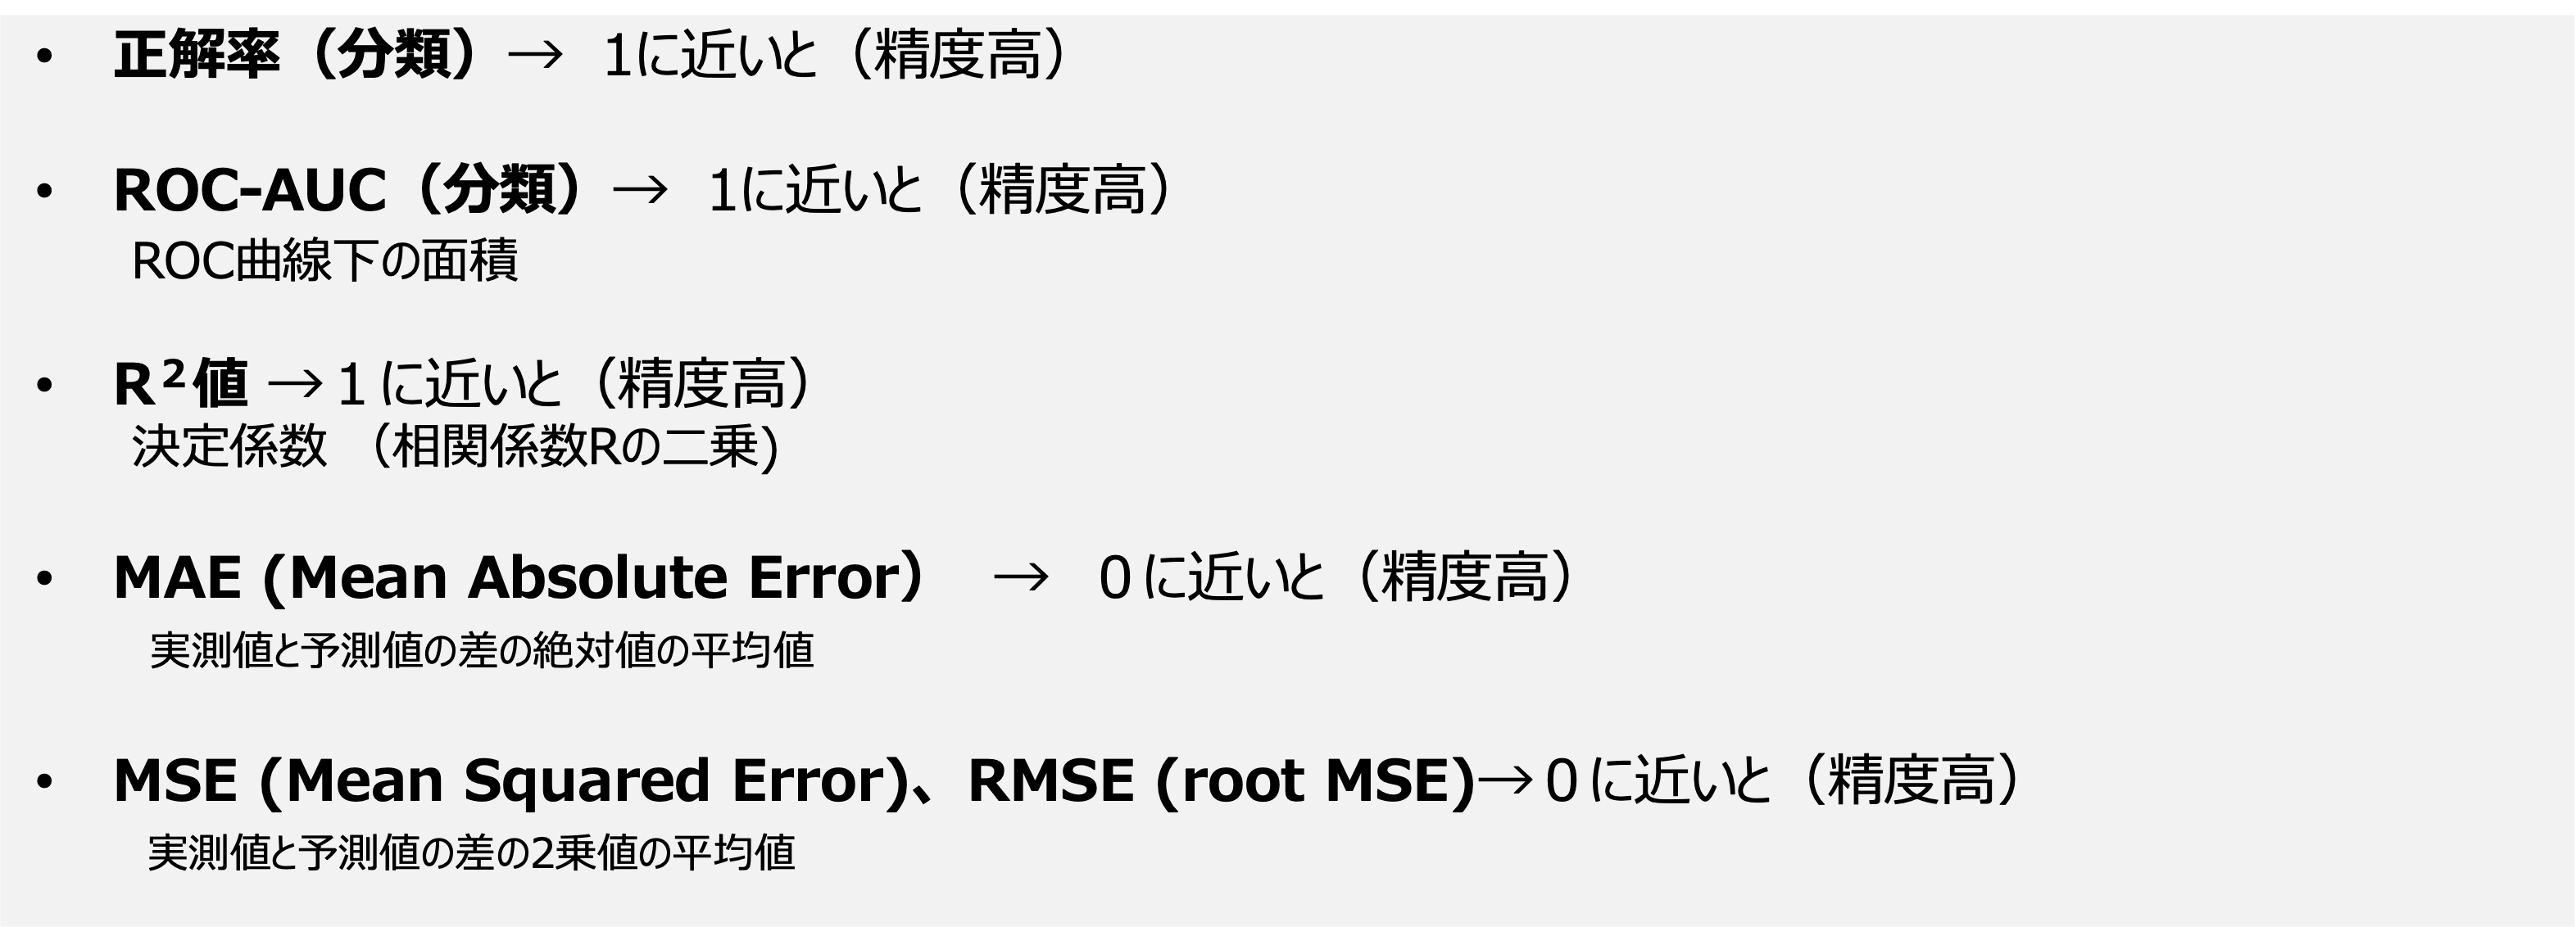 • 正解率（分類）→ 1に近いと（精度高）
• ROC-AUC（分類）→ 1に近いと（精度高）
ROC曲線下の面積
• R²値 →１に近いと（精度高）
決定係数 （相関係数Rの二乗)
• MAE (Mean Absolute Error） → ０に近いと（精度高）
実測値と予測値の差の絶対値の平均値
• MSE (Mean Squared Error)、RMSE (root MSE)→０に近いと（精度高）
実測値と予測値の差の2乗値の平均値